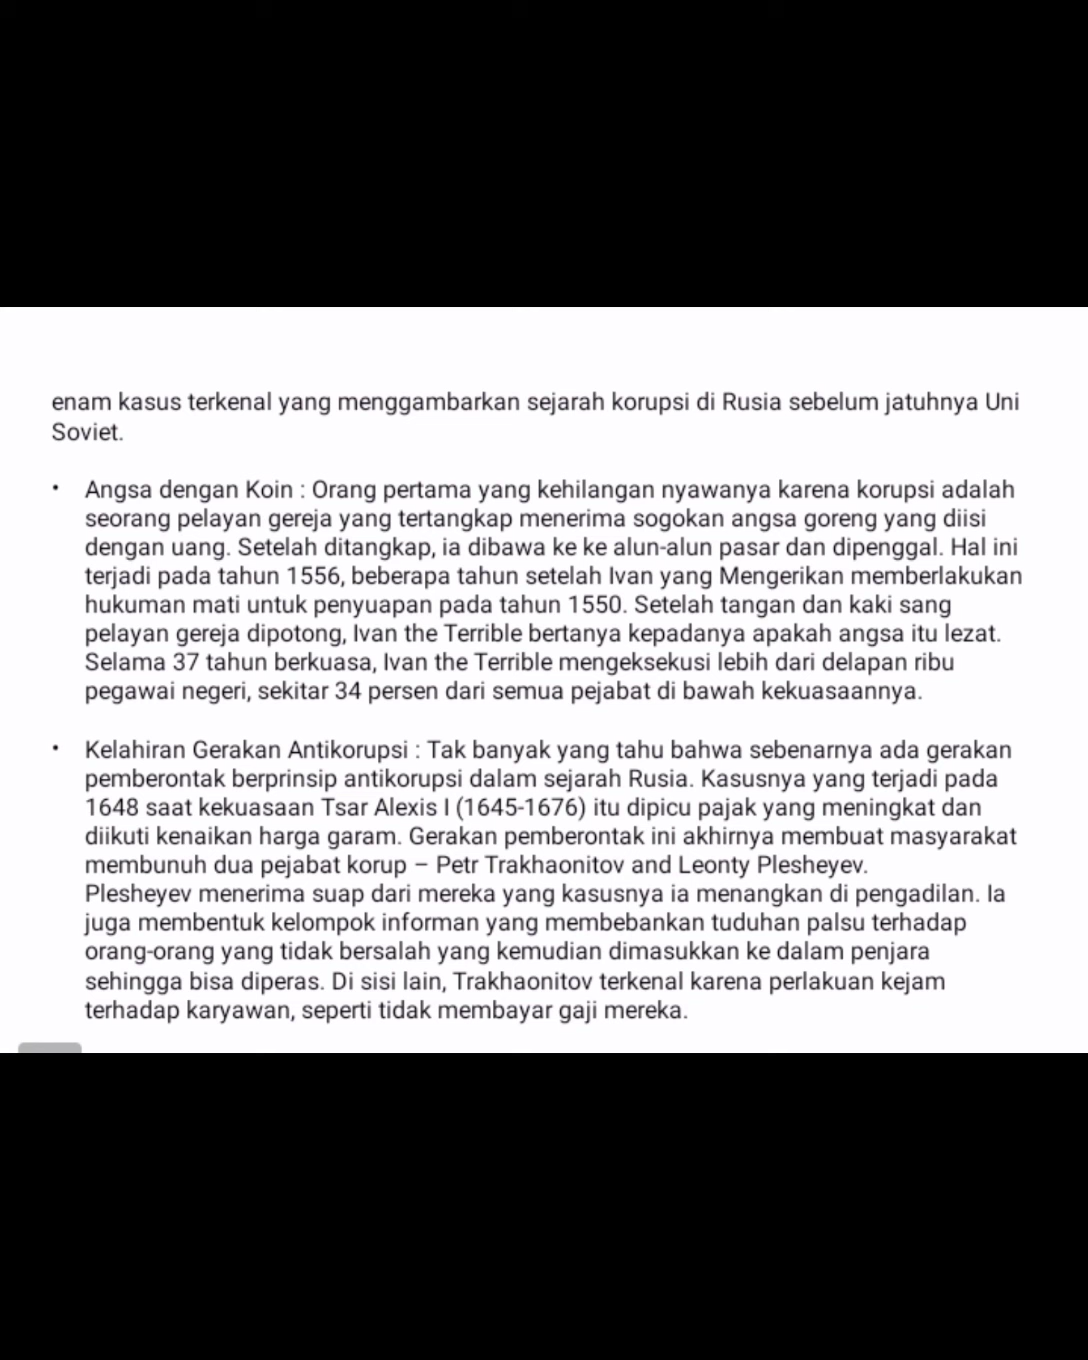 enam kasus terkenal yang menggambarkan sejarah korupsi di Rusia sebelum jatuhnya Uni
Soviet.
• Angsa dengan Koin : Orang pertama yang kehilangan nyawanya karena korupsi adalah
seorang pelayan gereja yang tertangkap menerima sogokan angsa goreng yang diisi
dengan uang. Setelah ditangkap, ia dibawa ke ke alun-alun pasar dan dipenggal. Hal ini
terjadi pada tahun 1556, beberapa tahun setelah Ivan yang Mengerikan memberlakukan
hukuman mati untuk penyuapan pada tahun 1550. Setelah tangan dan kaki sang
pelayan gereja dipotong, Ivan the Terrible bertanya kepadanya apakah angsa itu lezat.
Selama 37 tahun berkuasa, Ivan the Terrible mengeksekusi lebih dari delapan ribu
pegawai negeri, sekitar 34 persen dari semua pejabat di bawah kekuasaannya.
• Kelahiran Gerakan Antikorupsi : Tak banyak yang tahu bahwa sebenarnya ada gerakan
pemberontak berprinsip antikorupsi dalam sejarah Rusia. Kasusnya yang terjadi pada
1648 saat kekuasaan Tsar Alexis I (1645-1676) itu dipicu pajak yang meningkat dan
diikuti kenaikan harga garam. Gerakan pemberontak ini akhirnya membuat masyarakat
membunuh dua pejabat korup – Petr Trakhaonitov and Leonty Plesheyev.
Plesheyev menerima suap dari mereka yang kasusnya ia menangkan di pengadilan. Ia
juga membentuk kelompok informan yang membebankan tuduhan palsu terhadap
orang-orang yang tidak bersalah yang kemudian dimasukkan ke dalam penjara
sehingga bisa diperas. Di sisi lain, Trakhaonitov terkenal karena perlakuan kejam
terhadap karyawan, seperti tidak membayar gaji mereka.